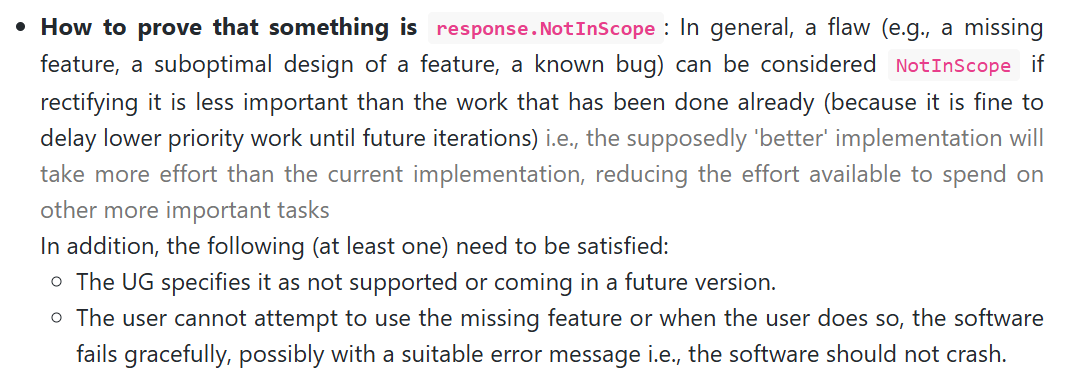 How to prove that something is response.NotInScope: In general, a flaw (e.g., a missing
feature, a suboptimal design of a feature, a known bug) can be considered NotInScope if
rectifying it is less important than the work that has been done already (because it is fine to
delay lower priority work until future iterations) i.e., the supposedly 'better' implementation will
take more effort than the current implementation, reducing the effort available to spend on
other more important tasks
In addition, the following (at least one) need to be satisfied:
The UG specifies it as not supported or coming in a future version.
The user cannot attempt to use the missing feature or when the user does so, the software
fails gracefully, possibly with a suitable error message i.e., the software should not crash.